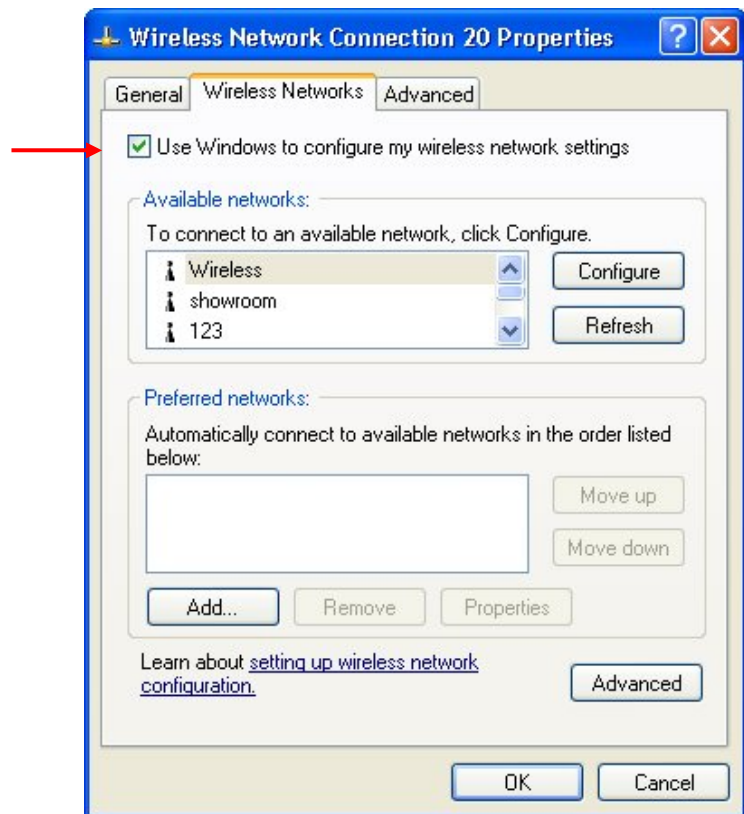 Wireless Network Connection 20 Properties
General Wireless Networks Advanced
Use Windows to configure my wireless network settings
Available networks:
To connect to an available network, click Configure.
Wireless
showroom
123
Configure
Refresh
Preferred networks:
Automatically connect to available networks in the order listed
below:
Move up
Move down
Add... Remove Properties
Learn about setting up wireless network
configuration.
Advanced
OK Cancel